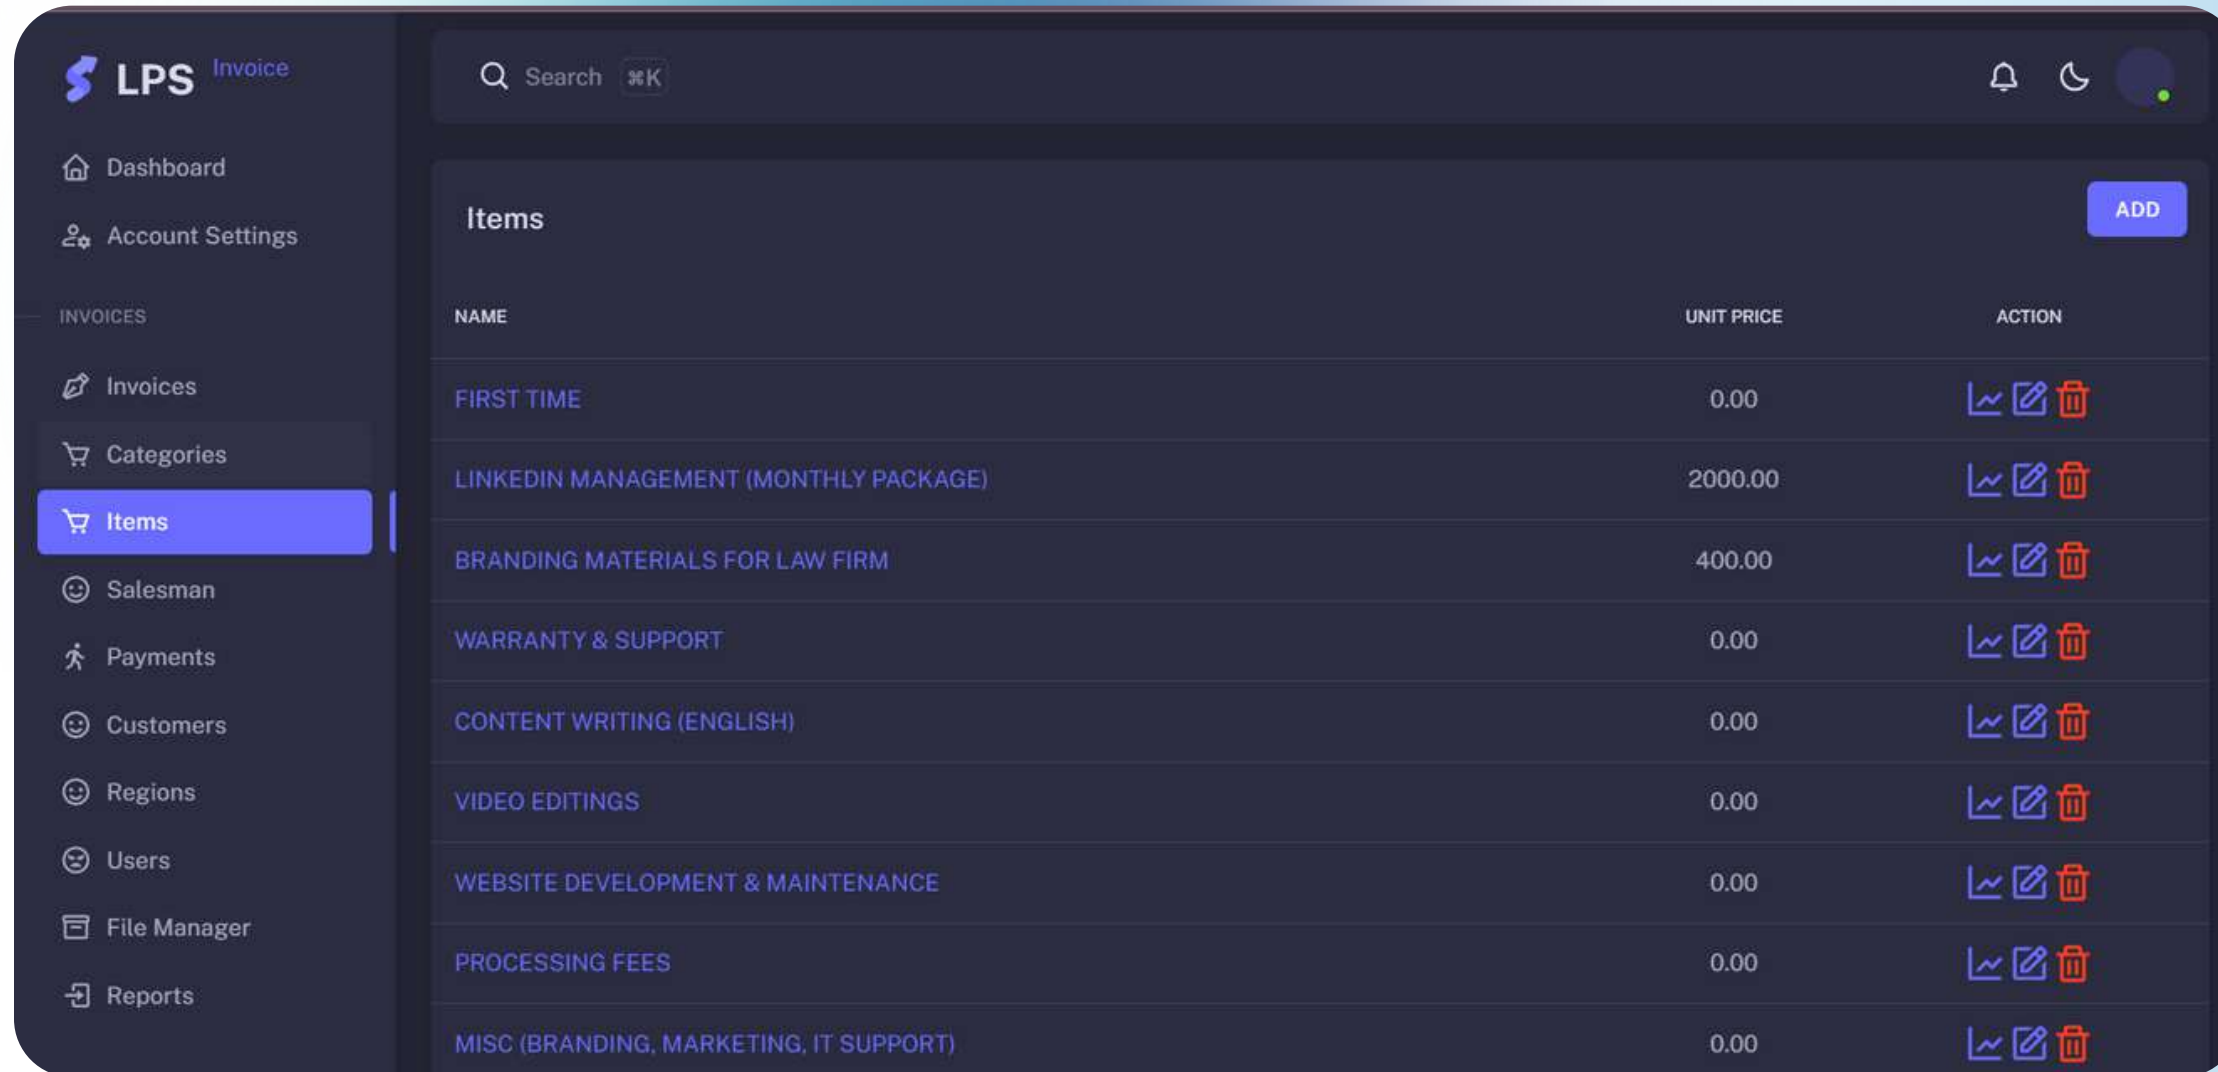 LPS Invoice
Search ⌘K
Dashboard
Account Settings
INVOICES
Invoices
Categories
Items
Salesman
Payments
Customers
Regions
Users
File Manager
Reports
Items
ADD
NAME UNIT PRICE ACTION
FIRST TIME 0.00
LINKEDIN MANAGEMENT (MONTHLY PACKAGE) 2000.00
BRANDING MATERIALS FOR LAW FIRM 400.00
WARRANTY & SUPPORT 0.00
CONTENT WRITING (ENGLISH) 0.00
VIDEO EDITINGS 0.00
WEBSITE DEVELOPMENT & MAINTENANCE 0.00
PROCESSING FEES 0.00
MISC (BRANDING, MARKETING, IT SUPPORT) 0.00